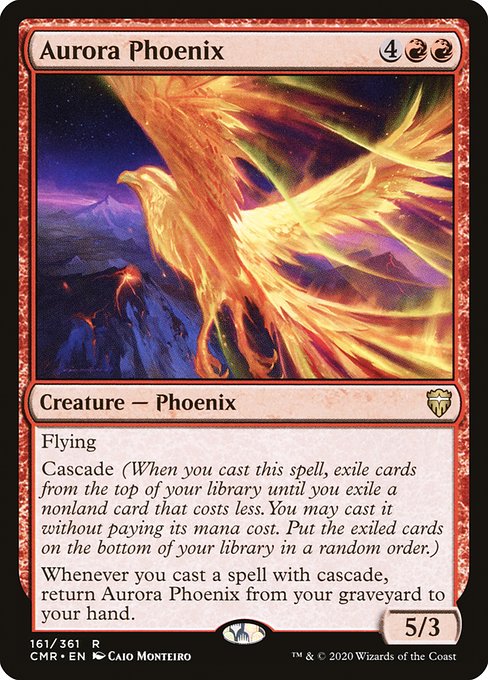 Aurora Phoenix 4
Creature — Phoenix
Flying
Cascade (When you cast this spell, exile cards
from the top of your library until you exile a
nonland card that costs less. You may cast it
without paying its mana cost. Put the exiled cards
on the bottom of your library in a random order.)
Whenever you cast a spell with cascade,
return Aurora Phoenix from your graveyard to
your hand.
5/3
161/361 R
CMR • EN Caio Monteiro
™ & © 2020 Wizards of the Coast